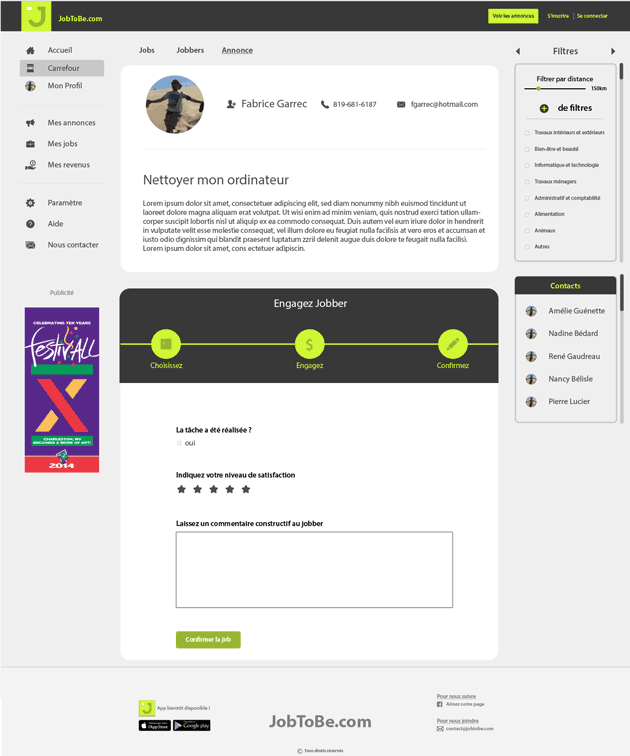 JobToBe.com
Voir les annonces
S'inscrire | Se connecter
Accueil
Carrefour
Mon Profil
Mes annonces
Mes jobs
Mes revenus
Paramètre
Aide
Nous contacter
Publicité
CELEBRATING TEN YEARS
FestivALL
CHARLESTON, WV
BECOMES A WORK OF ART!
2014
Jobs
Jobbers
Annonce
Fabrice Garrec
819-681-6187
fgarrec@hotmail.com
Nettoyer mon ordinateur
Lorem ipsum dolor sit amet, consectetuer adipiscing elit, sed diam nonummy nibh euismod tincidunt ut
laoreet dolore magna aliquam erat volutpat. Ut wisi enim ad minim veniam, quis nostrud exerci tation ullam-
corper suscipit lobortis nisl ut aliquip ex ea commodo consequat. Duis autem vel eum iriure dolor in hendrerit
in vulputate velit esse molestie consequat, vel illum dolore eu feugiat nulla facilisis at vero eros et accumsan et
iusto odio dignissim qui blandit praesent luptatum zzril delenit augue duis dolore te feugait nulla facilisi.
Lorem ipsum dolor sit amet, cons ectetuer adipiscin.
Engagez Jobber
$
Choisissez
Engagez
Confirmez
La tâche a été réalisée ?
oui
Indiquez votre niveau de satisfaction
Laissez un commentaire constructif au jobber
Confirmer la job
Filtres
Filtrer par distance
150km
de filtres
Travaux intérieurs et extérieurs
Bien-être et beauté
Informatique et technologie
Travaux ménagers
Administratif et comptabilité
Alimentation
Animaux
Autres
Contacts
Amélie Guénette
Nadine Bédard
René Gaudreau
Nancy Bélisle
Pierre Lucier
App bientôt disponible !
App Store
Google play
JobToBe.com
Pour nous suivre
Aimez notre page
Pour nous joindre
contact@jobtobe.com
© Tous droits réservés